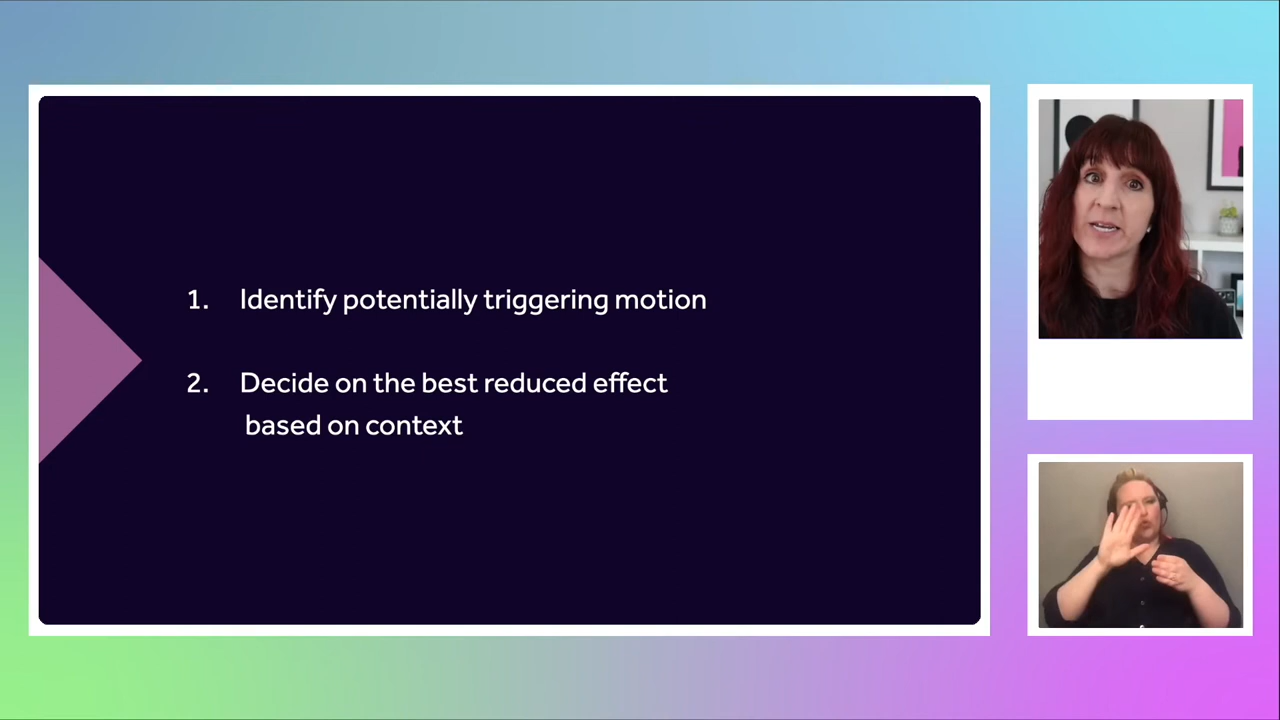 1. Identify potentially triggering motion
2. Decide on the best reduced effect
based on context